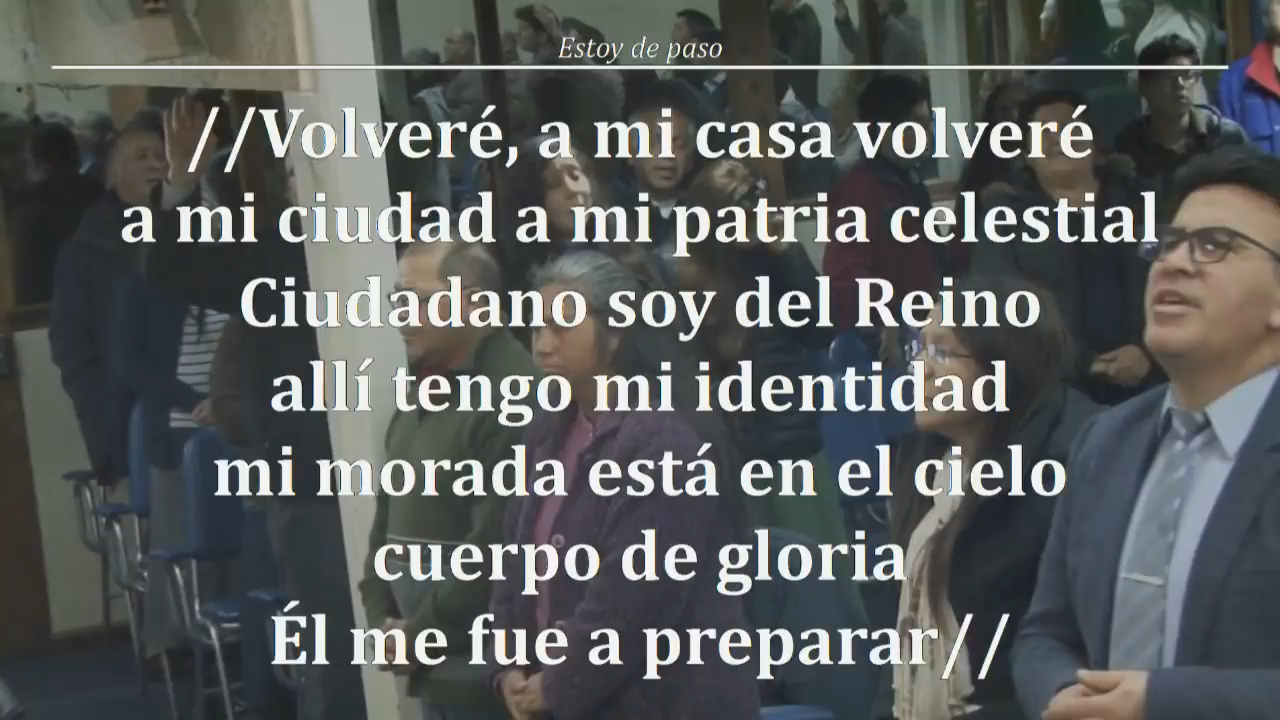 Estoy de paso
//Volveré, a mi casa volveré
a mi ciudad a mi patria celestial
Ciudadano soy del Reino
allí tengo mi identidad
mi morada está en el cielo
cuerpo de gloria
Él me fue a preparar//